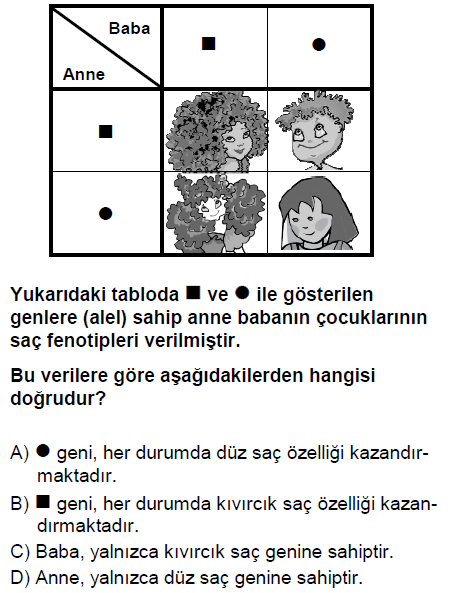 Baba
Anne
■ ●
■
●
Yukarıdaki tabloda ■ ve ● ile gösterilen
genlere (alel) sahip anne babanın çocuklarının
saç fenotipleri verilmiştir.
Bu verilere göre aşağıdakilerden hangisi
doğrudur?
A) ● geni, her durumda düz saç özelliği kazandır-
maktadır.
B) ■ geni, her durumda kıvırcık saç özelliği kazan-
dırmaktadır.
C) Baba, yalnızca kıvırcık saç genine sahiptir.
D) Anne, yalnızca düz saç genine sahiptir.